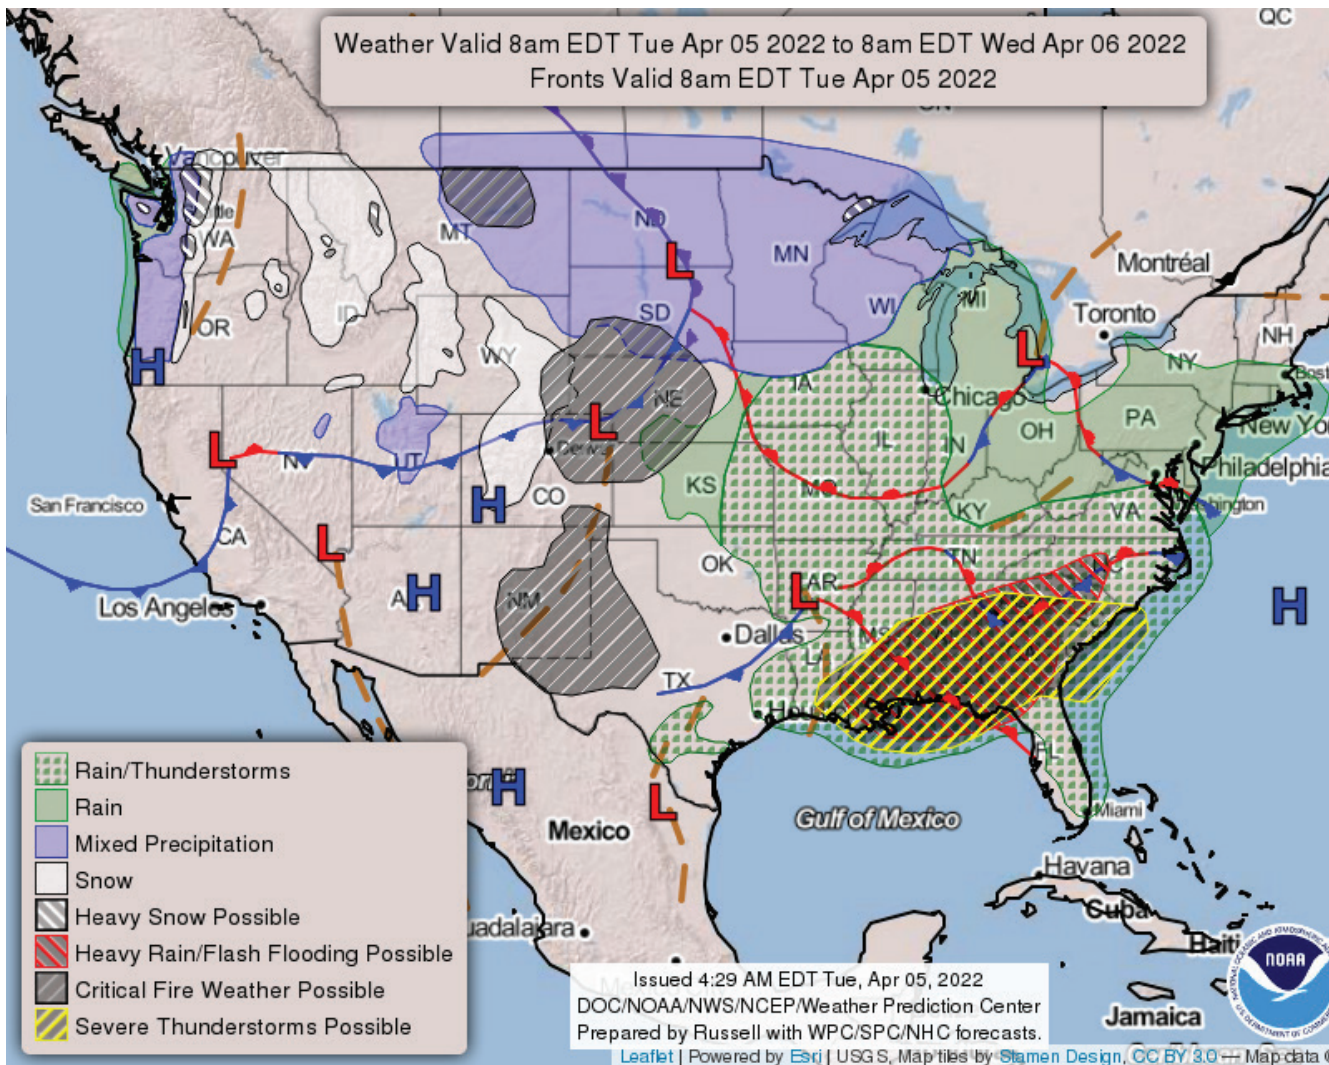 QC
Weather Valid 8am EDT Tue Apr 05 2022 to 8am EDT Wed Apr 06 2022
Fronts Valid 8am EDT Tue Apr 05 2022
ON
Vancouver
WA
MT
ND
MN
L
Montréal
OR
ID
SD
WI
MI
Toronto
NH
H
WY
L
NY
IA
Chicago
NE
PA
New Yo
L
L
NV
UT
Denver
IL
IN
OH
Philadelphia
San Francisco
H
CO
KS
MO
KY
VA
Washington
CA
L
OK
TN
NC
Los Angeles
H
NM
L
AR
H
Dallas
MS
LA
TX
FL
H
L
Miami
Mexico
Gulf of Mexico
Havana
Cuba
Haiti
Jamaica
Rain/Thunderstorms
Rain
Mixed Precipitation
Snow
Heavy Snow Possible
Heavy Rain/Flash Flooding Possible
Critical Fire Weather Possible
Severe Thunderstorms Possible
uadalajara
NOAA
Issued 4:29 AM EDT Tue, Apr 05, 2022
DOC/NOAA/NWS/NCEP/Weather Prediction Center
Prepared by Russell with WPC/SPC/NHC forecasts.
Leaflet | Powered by Esri | USGS, Map tiles by Stamen Design, CC BY 3.0 — Map data ©